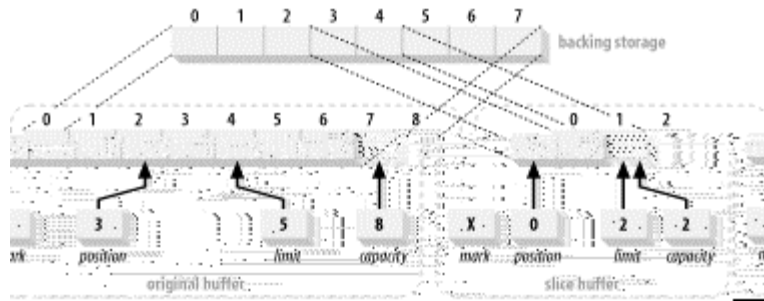 0 1 2 3 4 5 6 7
backing storage
0 1 2 3 4 5 6 7 8 0 1 2
3 5 8 X 0 2 2
position limit capacity mark position limit capacity
original buffer slice buffer